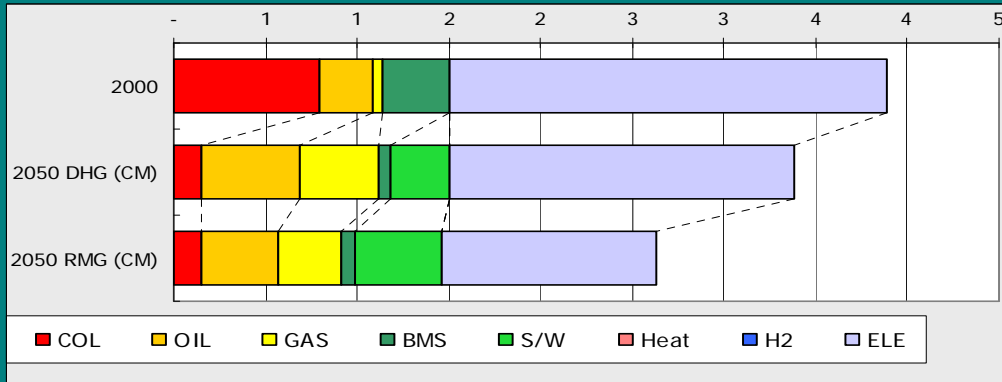 - 1 1 2 2 3 3 4 4 5
2000
2050 DHG (CM)
2050 RMG (CM)
COL OIL GAS BMS S/W Heat H2 ELE